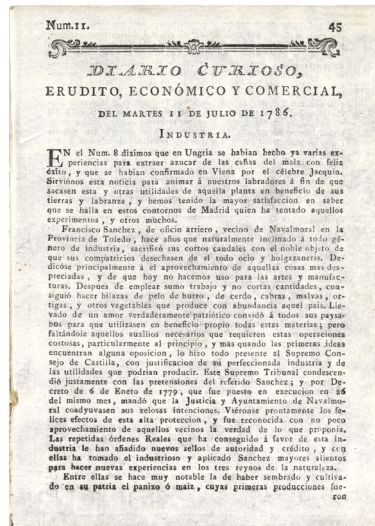 Num. 11.
45
DIARIO CURIOSO,
ERUDITO, ECONÓMICO Y COMERCIAL,
DEL MARTES 11 DE JULIO DE 1786.
INDUSTRIA.
EN el Num. 8 diximos que en Ungria se habian hecho ya varias ex-
periencias para extraer azucar de las cañas del maiz con feliz
éxîto, y que se habian confirmado en Viena por el célebre Jacquin.
Sirviónos esta noticia para animar á nuestros labradores á fin de que
sacasen esta y otras utilidades de aquella planta en beneficio de sus
tierras y labranza, y hemos tenido la mayor satisfaccion en saber
que se halla en estos contornos de Madrid quien ha tentado aquellos
experimentos, y otros muchos.
Francisco Sanchez, de oficio arriero, vecino de Navalmoral en la
Provincia de Toledo, hace años que naturalmente inclinado á todo gé-
nero de industria, sacrificó sus cortos caudales con el noble objeto de
que sus compatricios desechasen de sí todo ocio y holgazanería. De-
dicóse principalmente á el aprovechamiento de aquellas cosas mas des-
preciadas, y de que hoy no hacemos uso para las artes y manufac-
turas. Despues de emplear sumo trabajo y no cortas cantidades, con-
siguió hacer hilazas de pelo de burro, de cerdo, cabras, malvas, or-
tigas, y otros vegetables que produce con abundancia aquel pais. Lle-
vado de un amor verdaderamente patriótico convidó á todos sus paysa-
nos para que utilizasen en beneficio propio todas estas materias; pero
faltándole aquellos auxîlios necesarios que requieren estas operaciones
costosas, particularmente al principio, y mas quando las primeras ideas
encuentran alguna oposicion, lo hizo todo presente al Supremo Con-
sejo de Castilla, con justificacion de su perfeccionada industria y de
las utilidades que podrian producir. Este Supremo Tribunal condescen-
dió justamente con las pretensiones del referido Sanchez; y por De-
creto de 6 de Enero de 1779, que fue puesto en execucion en 26
del mismo mes, mandó que la Justicia y Ayuntamiento de Navalmo-
ral coadyuvasen sus zelosas intenciones. Viéronse prontamente los fe-
lices efectos de esta alta proteccion, y fue reconocida con no poco
aprovechamiento de aquellos vecinos la verdad de lo que proponia.
Las repetidas órdenes Reales que ha conseguido á favor de esta in-
dustria le han añadido nuevos sellos de autoridad y crédito, y con
ellas ha tomado el industrioso y aplicado Sanchez mayores alientos
para hacer nuevas experiencias en los tres reynos de la naturaleza.
Entre ellas se hace muy notable la de haber sembrado y cultiva-
do en su patria el panizo ó maiz, cuyas primeras producciones fue-
ron